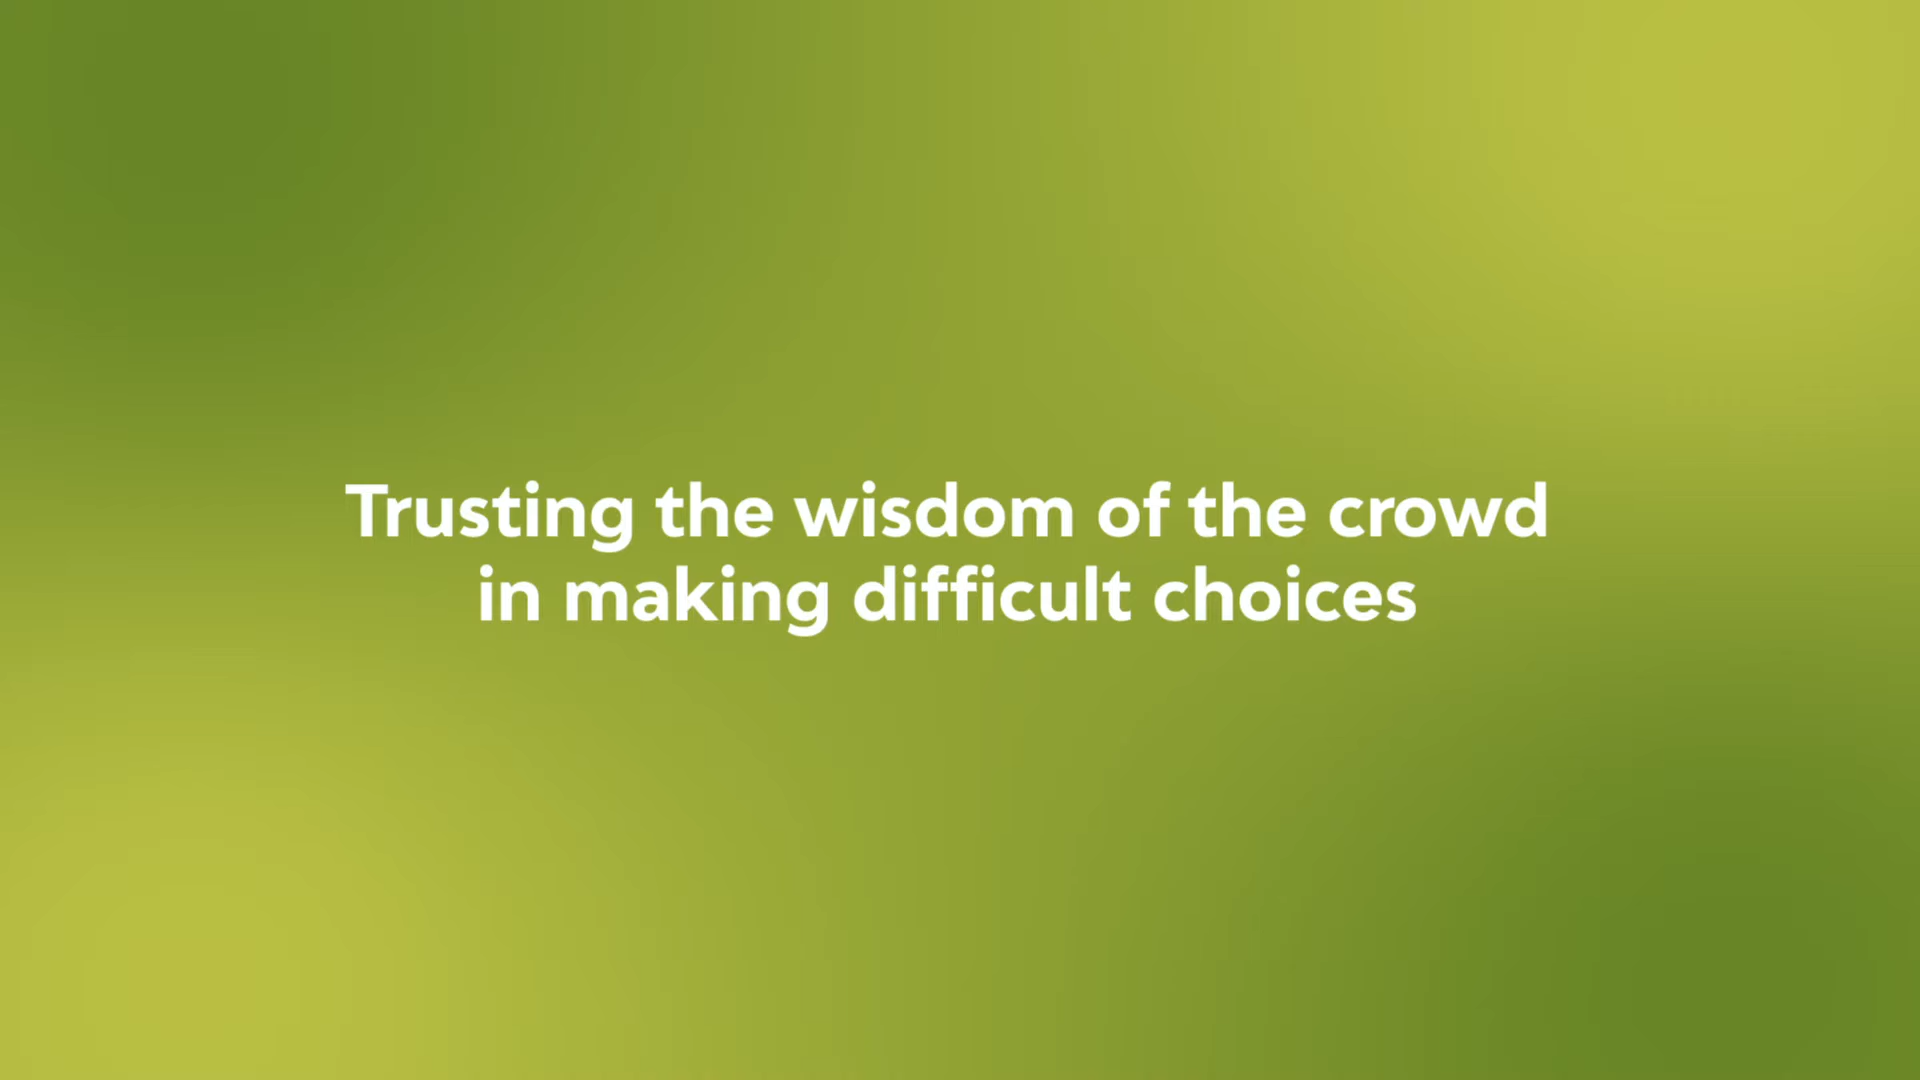 Trusting the wisdom of the crowd
in making difficult choices